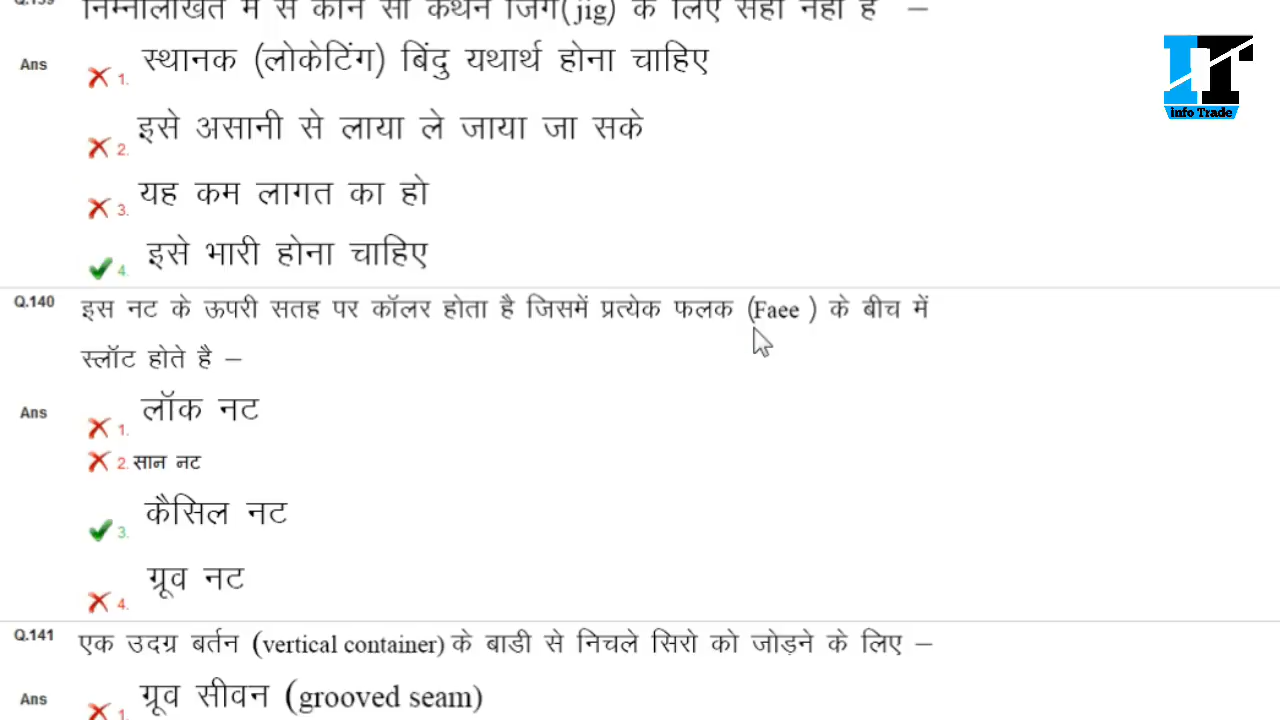 Q.139
निम्नलिखित में से कौन सा कथन जिग(jig) के लिए सही नहीं है –
Ans
1. स्थानक (लोकेटिंग) बिंदु यथार्थ होना चाहिए
2. इसे असानी से लाया ले जाया जा सके
3. यह कम लागत का हो
4. इसे भारी होना चाहिए
info Trade
Q.140 इस नट के ऊपरी सतह पर कॉलर होता है जिसमें प्रत्येक फलक (Faee ) के बीच में
स्लॉट होते है –
Ans
1. लॉक नट
2. सान नट
3. कैसिल नट
4. ग्रूव नट
Q.141 एक उदग्र बर्तन (vertical container) के बाडी से निचले सिरो को जोड़ने के लिए –
Ans
1. ग्रूव सीवन (grooved seam)